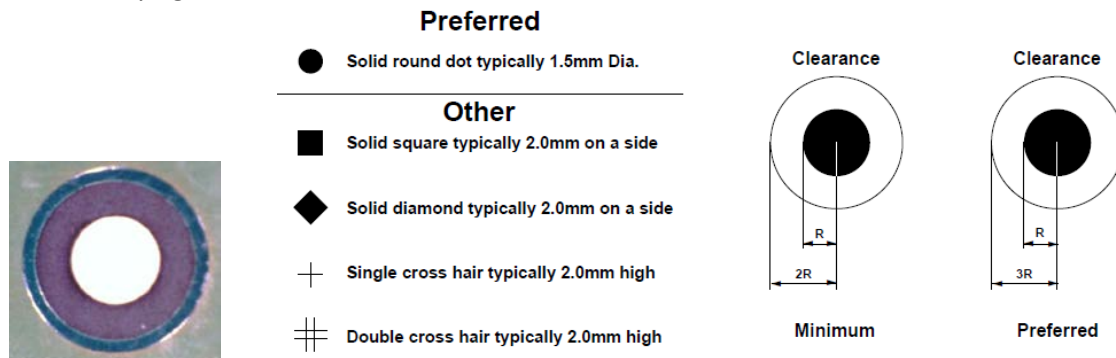 Preferred
Solid round dot typically 1.5mm Dia.
Other
Solid square typically 2.0mm on a side
Solid diamond typically 2.0mm on a side
Single cross hair typically 2.0mm high
Double cross hair typically 2.0mm high
Clearance
R
2R
Minimum
Clearance
R
3R
Preferred